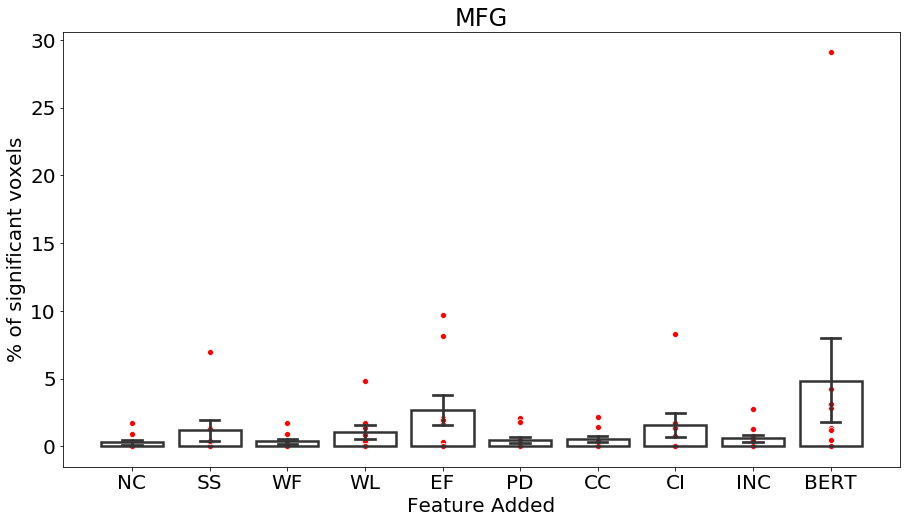 MFG
% of significant voxels
30
25
20
15
10
5
0
NC SS WF WL EF PD CC CI INC BERT
Feature Added